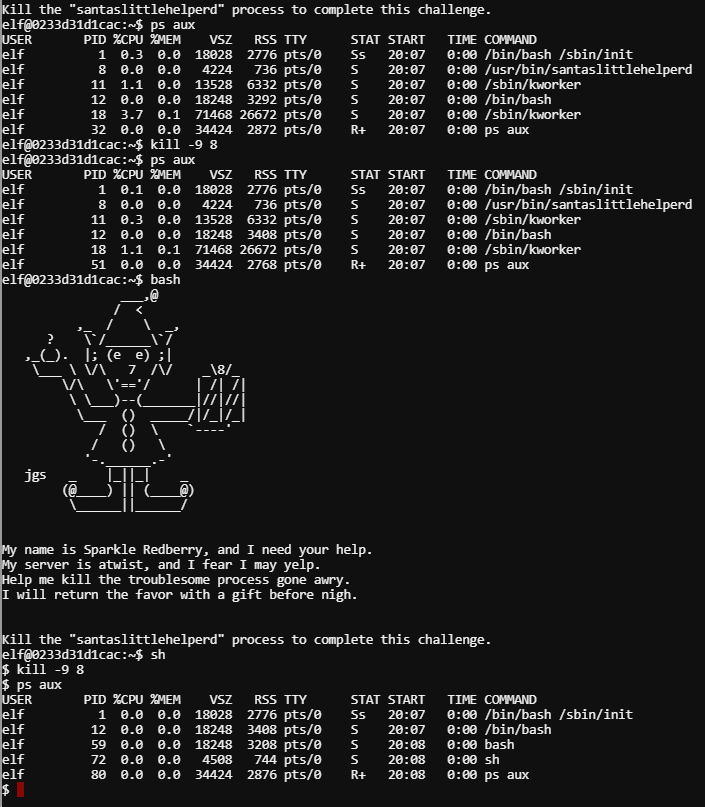 Kill the "santaslittlehelperd" process to complete this challenge.
elf@0233d31d1cac:~$ ps aux
USER       PID %CPU %MEM    VSZ   RSS TTY      STAT START   TIME COMMAND
elf          1  0.3  0.0  18028  2776 pts/0    Ss   20:07   0:00 /bin/bash /sbin/init
elf          8  0.0  0.0   4224   736 pts/0    S    20:07   0:00 /usr/bin/santaslittlehelperd
elf         11  1.1  0.0  13528  6332 pts/0    S    20:07   0:00 /sbin/kworker
elf         12  0.0  0.0  18248  3292 pts/0    S    20:07   0:00 /bin/bash
elf         18  3.7  0.1  71468 26672 pts/0    S    20:07   0:00 /sbin/kworker
elf         32  0.0  0.0  34424  2872 pts/0    R+   20:07   0:00 ps aux
elf@0233d31d1cac:~$ kill -9 8
elf@0233d31d1cac:~$ ps aux
USER       PID %CPU %MEM    VSZ   RSS TTY      STAT START   TIME COMMAND
elf          1  0.1  0.0  18028  2776 pts/0    Ss   20:07   0:00 /bin/bash /sbin/init
elf          8  0.0  0.0   4224   736 pts/0    S    20:07   0:00 /usr/bin/santaslittlehelperd
elf         11  0.3  0.0  13528  6332 pts/0    S    20:07   0:00 /sbin/kworker
elf         12  0.0  0.0  18248  3408 pts/0    S    20:07   0:00 /bin/bash
elf         18  1.1  0.1  71468 26672 pts/0    S    20:07   0:00 /sbin/kworker
elf         51  0.0  0.0  34424  2768 pts/0    R+   20:07   0:00 ps aux
elf@0233d31d1cac:~$ bash
jgs
My name is Sparkle Redberry, and I need your help.
My server is atwist, and I fear I may yelp.
Help me kill the troublesome process gone awry.
I will return the favor with a gift before nigh.
Kill the "santaslittlehelperd" process to complete this challenge.
elf@0233d31d1cac:~$ sh
$ kill -9 8
$ ps aux
USER       PID %CPU %MEM    VSZ   RSS TTY      STAT START   TIME COMMAND
elf          1  0.0  0.0  18028  2776 pts/0    Ss   20:07   0:00 /bin/bash /sbin/init
elf         12  0.0  0.0  18248  3408 pts/0    S    20:07   0:00 /bin/bash
elf         59  0.0  0.0  18248  3208 pts/0    S    20:08   0:00 bash
elf         72  0.0  0.0   4508   744 pts/0    S    20:08   0:00 sh
elf         80  0.0  0.0  34424  2876 pts/0    R+   20:08   0:00 ps aux
$